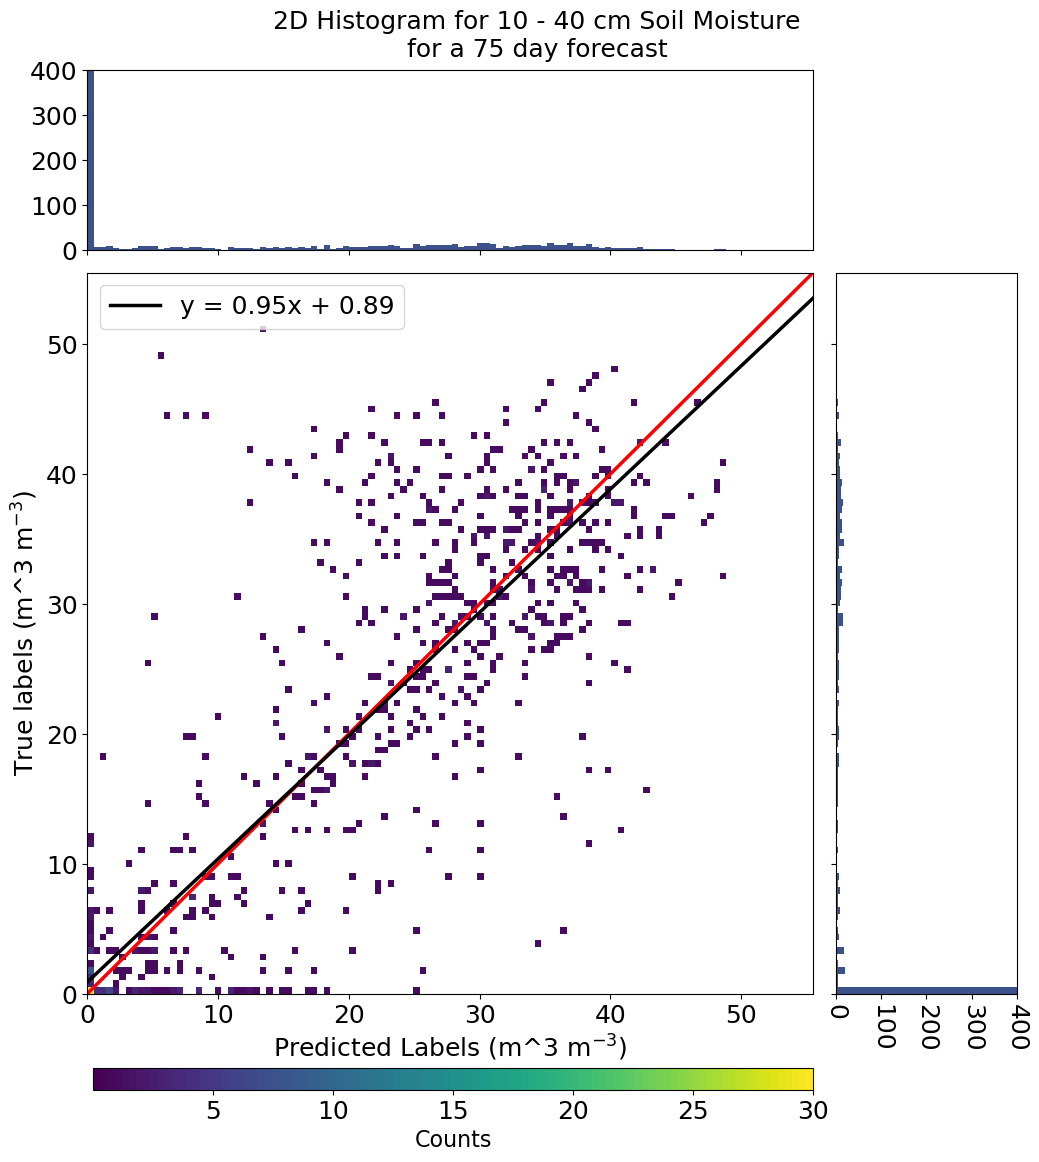 2D Histogram for 10 - 40 cm Soil Moisture
for a 75 day forecast
400
300
200
100
0
y = 0.95x + 0.89
50
40
30
20
10
0
True labels (m^3 m⁻³)
0 10 20 30 40 50
Predicted Labels (m^3 m⁻³)
0 100 200 300 400
5 10 15 20 25 30
Counts